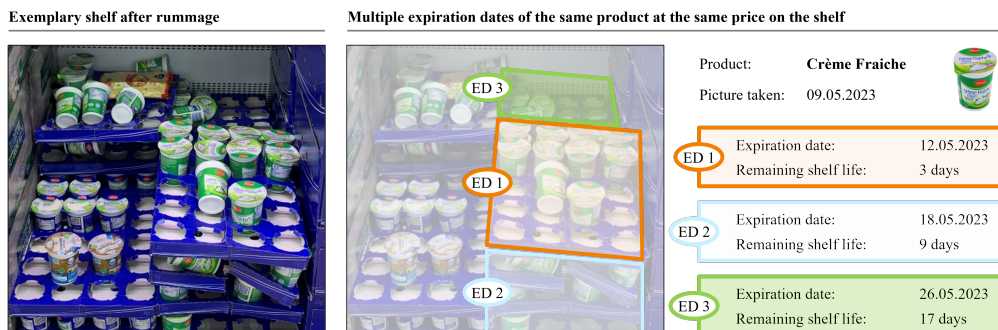 Exemplary shelf after rummage
Multiple expiration dates of the same product at the same price on the shelf
Product: Crème Fraiche
Picture taken: 09.05.2023
ED 3
ED 1
ED 2
ED 1
Expiration date: 12.05.2023
Remaining shelf life: 3 days
ED 2
Expiration date: 18.05.2023
Remaining shelf life: 9 days
ED 3
Expiration date: 26.05.2023
Remaining shelf life: 17 days